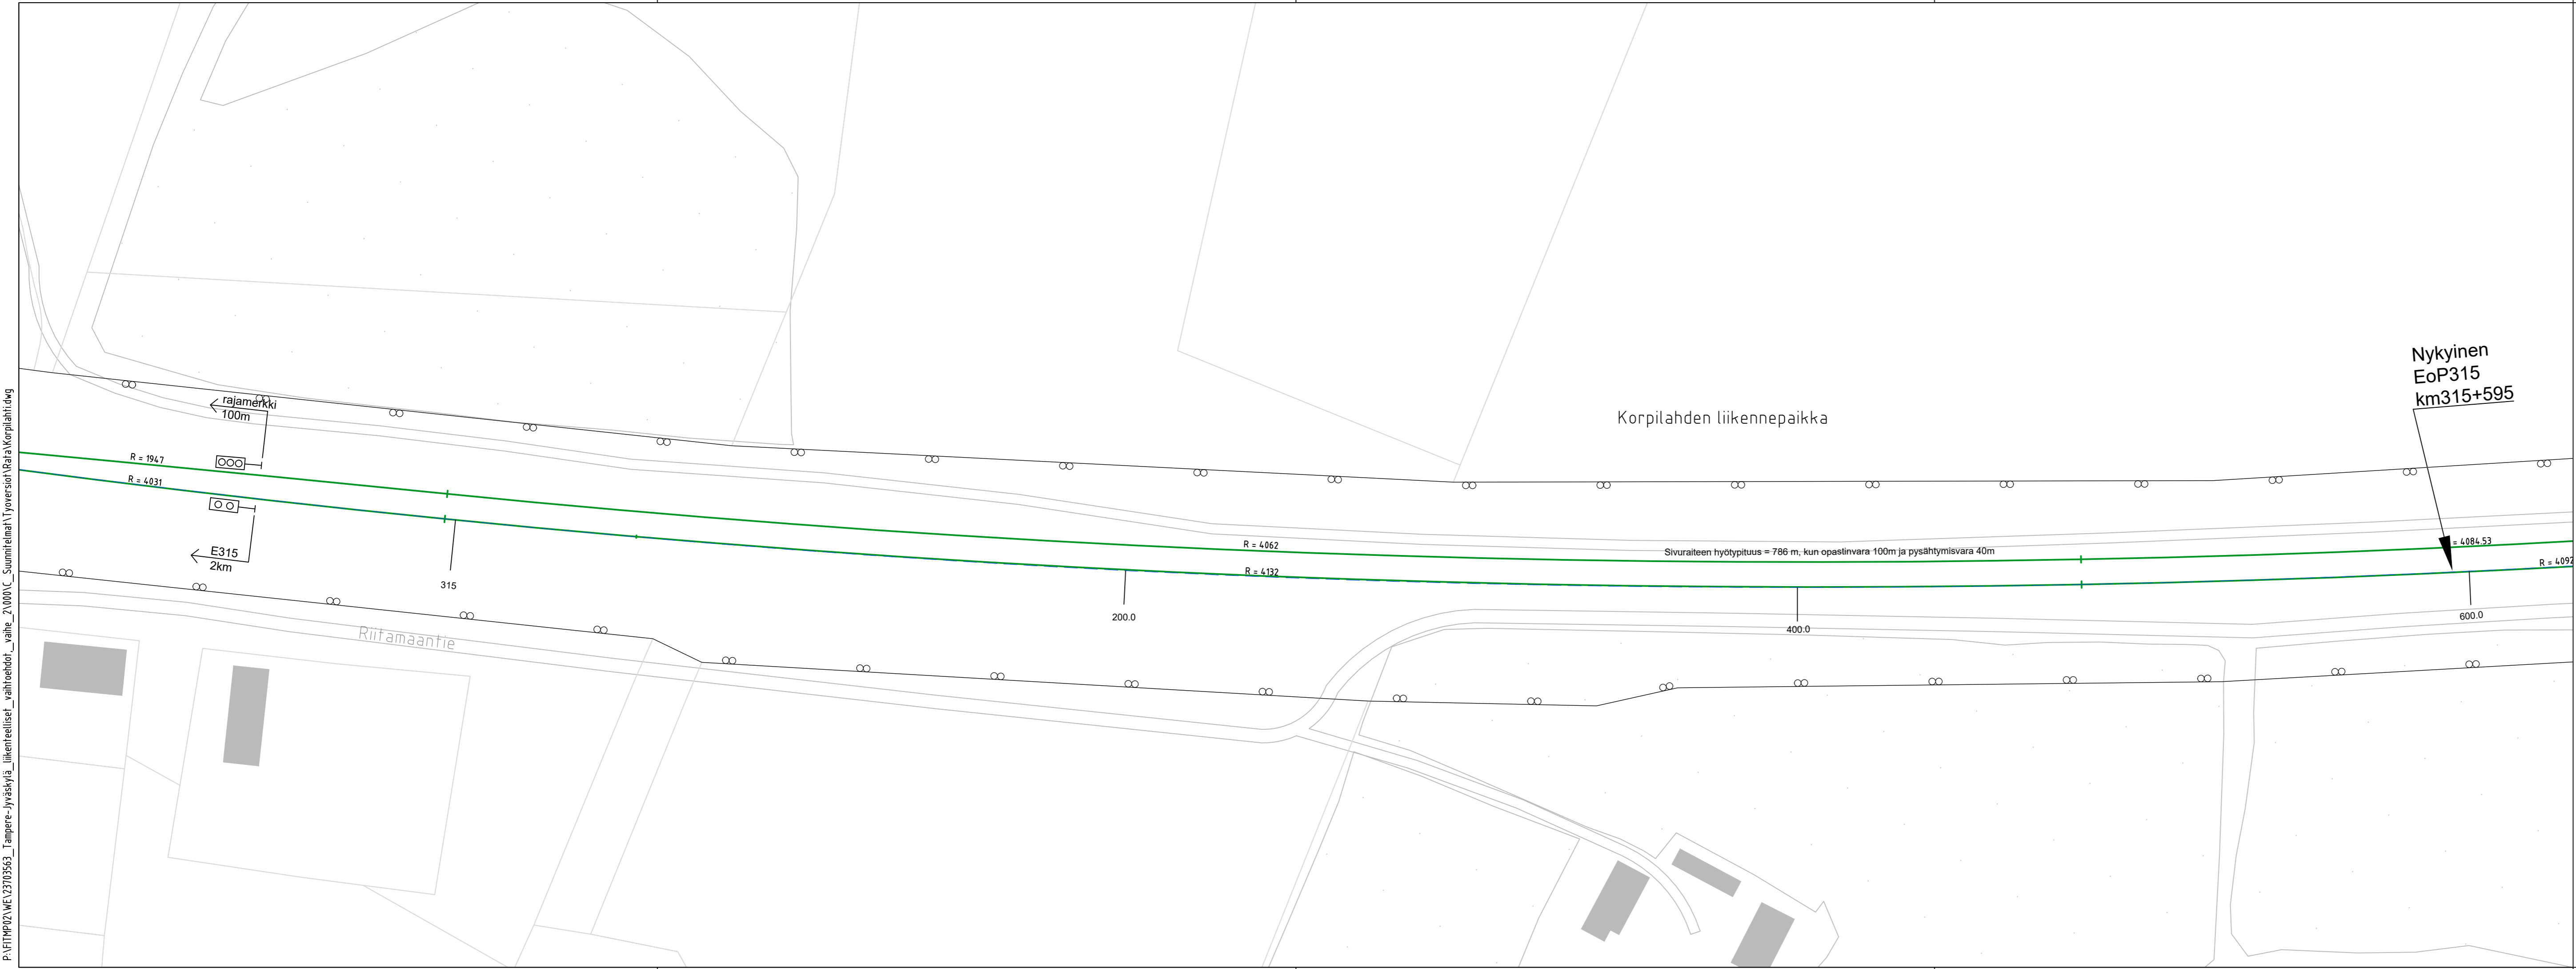 P:\FITMP02\WE\23703563_Tampere-Jyväskylä_liikenteelliset_vaihtoehdot_vaihe_2\000\C_Suunnitelmat\Tyoversiot\Rata\Korpilahti.dwg
Nykyinen
EoP315
km315+595
rajamerkki
100m
Korpilahden liikennepaikka
R = 1947
R = 4031
R = 4062
Sivuraiteen hyötypituus = 786 m, kun opastinvara 100m ja pysähtymisvara 40m
= 4084.53
E315
2km
R = 4132
R = 4092
315
200.0
400.0
600.0
Riitamaantie